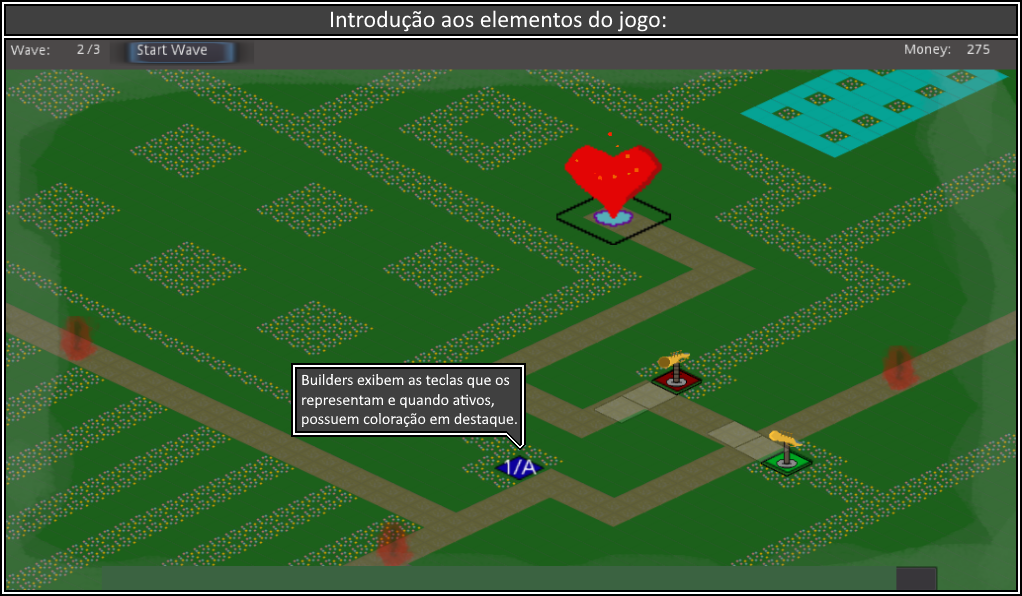 Introdução aos elementos do jogo:
Wave: 2/3 Start Wave Money: 275
Builders exibem as teclas que os
representam e quando ativos,
possuem coloração em destaque.
1/A